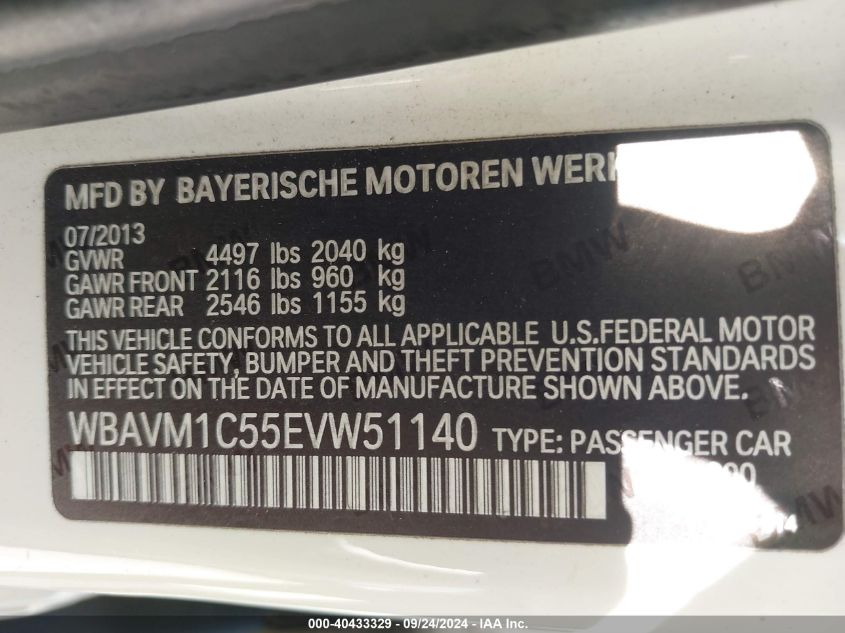 MFD BY BAYERISCHE MOTOREN WERK
07/2013
GVWR 4497 lbs 2040 kg
GAWR FRONT 2116 lbs 960 kg
GAWR REAR 2546 lbs 1155 kg
THIS VEHICLE CONFORMS TO ALL APPLICABLE U.S.FEDERAL MOTOR
VEHICLE SAFETY, BUMPER AND THEFT PREVENTION STANDARDS
IN EFFECT ON THE DATE OF MANUFACTURE SHOWN ABOVE.
WBAVM1C55EVW51140 TYPE: PASSENGER CAR
000-40433329 - 09/24/2024 - IAA Inc.